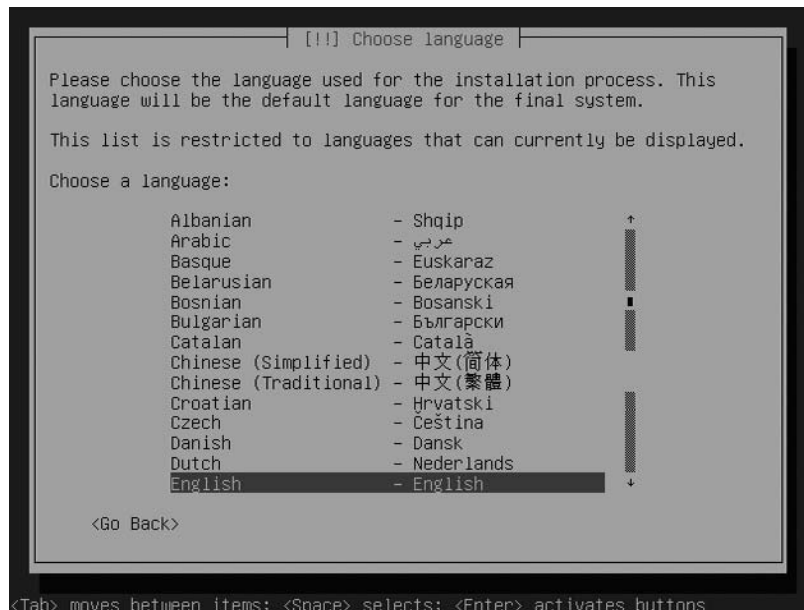 [!!] Choose language
Please choose the language used for the installation process. This
language will be the default language for the final system.
This list is restricted to languages that can currently be displayed.
Choose a language:
Albanian - Shqip
Arabic - عربي
Basque - Euskaraz
Belarusian - Беларуская
Bosnian - Bosanski
Bulgarian - Български
Catalan - Català
Chinese (Simplified) - 中文(简体)
Chinese (Traditional) - 中文(繁體)
Croatian - Hrvatski
Czech - Čeština
Danish - Dansk
Dutch - Nederlands
English - English
<Go Back>
<Tab> moves between items; <Space> selects; <Enter> activates buttons